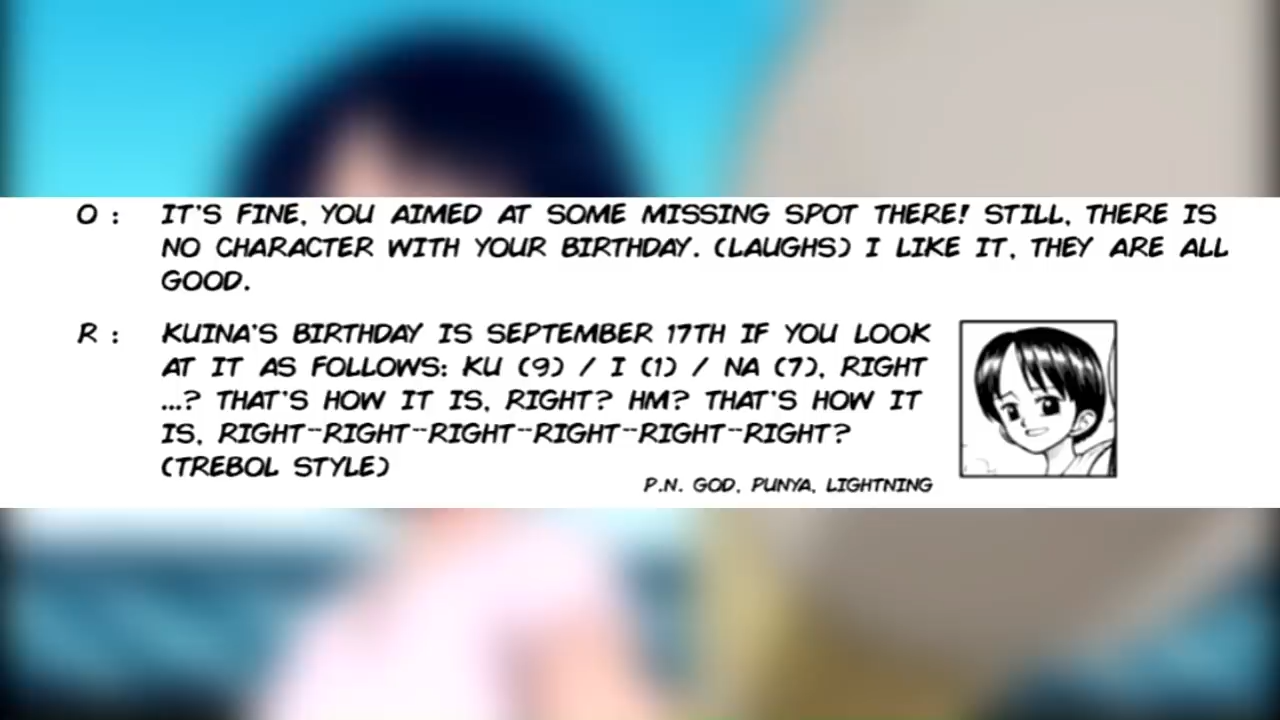 O : IT'S FINE, YOU AIMED AT SOME MISSING SPOT THERE! STILL, THERE IS
NO CHARACTER WITH YOUR BIRTHDAY. (LAUGHS) I LIKE IT, THEY ARE ALL
GOOD.
R : KUINA'S BIRTHDAY IS SEPTEMBER 17TH IF YOU LOOK
AT IT AS FOLLOWS: KU (9) / I (1) / NA (7), RIGHT
...? THAT'S HOW IT IS, RIGHT? HM? THAT'S HOW IT
IS, RIGHT~RIGHT~RIGHT~RIGHT~RIGHT~RIGHT?
(TREBOL STYLE)
P.N. GOD, PUNYA, LIGHTNING